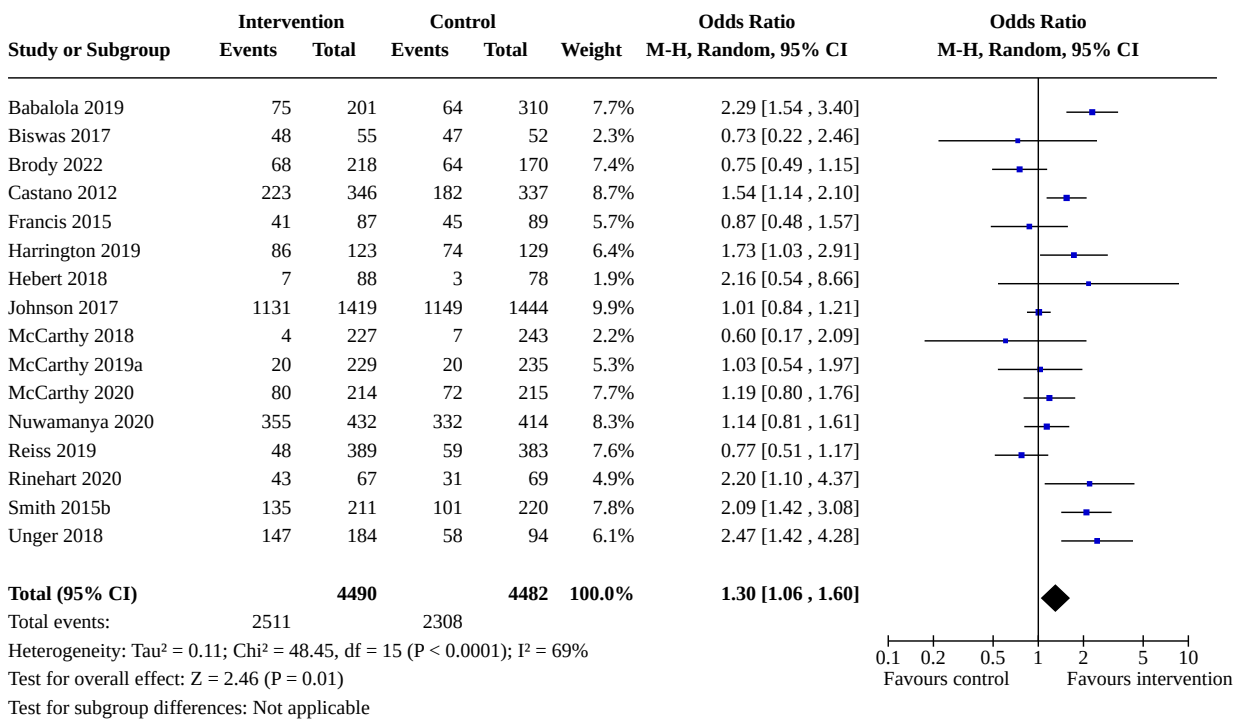 Intervention Control Odds Ratio Odds Ratio
Study or Subgroup Events Total Events Total Weight M-H, Random, 95% CI M-H, Random, 95% CI
Babalola 2019 75 201 64 310 7.7% 2.29 [1.54 , 3.40]
Biswas 2017 48 55 47 52 2.3% 0.73 [0.22 , 2.46]
Brody 2022 68 218 64 170 7.4% 0.75 [0.49 , 1.15]
Castano 2012 223 346 182 337 8.7% 1.54 [1.14 , 2.10]
Francis 2015 41 87 45 89 5.7% 0.87 [0.48 , 1.57]
Harrington 2019 86 123 74 129 6.4% 1.73 [1.03 , 2.91]
Hebert 2018 7 88 3 78 1.9% 2.16 [0.54 , 8.66]
Johnson 2017 1131 1419 1149 1444 9.9% 1.01 [0.84 , 1.21]
McCarthy 2018 4 227 7 243 2.2% 0.60 [0.17 , 2.09]
McCarthy 2019a 20 229 20 235 5.3% 1.03 [0.54 , 1.97]
McCarthy 2020 80 214 72 215 7.7% 1.19 [0.80 , 1.76]
Nuwamanya 2020 355 432 332 414 8.3% 1.14 [0.81 , 1.61]
Reiss 2019 48 389 59 383 7.6% 0.77 [0.51 , 1.17]
Rinehart 2020 43 67 31 69 4.9% 2.20 [1.10 , 4.37]
Smith 2015b 135 211 101 220 7.8% 2.09 [1.42 , 3.08]
Unger 2018 147 184 58 94 6.1% 2.47 [1.42 , 4.28]
Total (95% CI) 4490 4482 100.0% 1.30 [1.06 , 1.60]
Total events: 2511 2308
Heterogeneity: Tau² = 0.11; Chi² = 48.45, df = 15 (P < 0.0001); I² = 69%
Test for overall effect: Z = 2.46 (P = 0.01)
Test for subgroup differences: Not applicable
0.1 0.2 0.5 1 2 5 10
Favours control Favours intervention